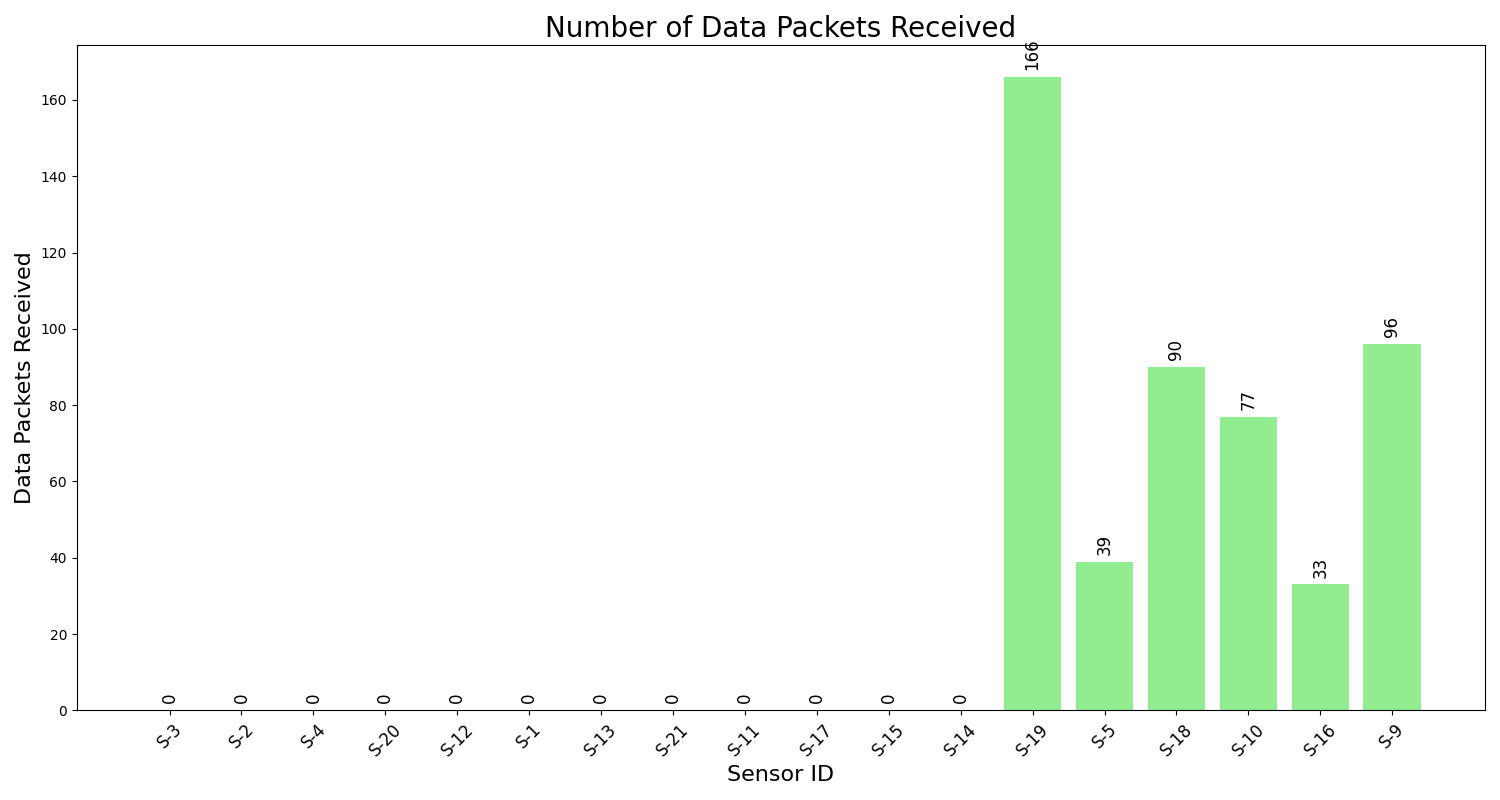 Number of Data Packets Received
Data Packets Received
160
140
120
100
80
60
40
20
0
0
0
0
0
0
0
0
0
0
0
0
0
166
39
90
77
33
96
S-3
S-2
S-4
S-20
S-12
S-1
S-13
S-21
S-11
S-17
S-15
S-14
S-19
S-5
S-18
S-10
S-16
S-9
Sensor ID